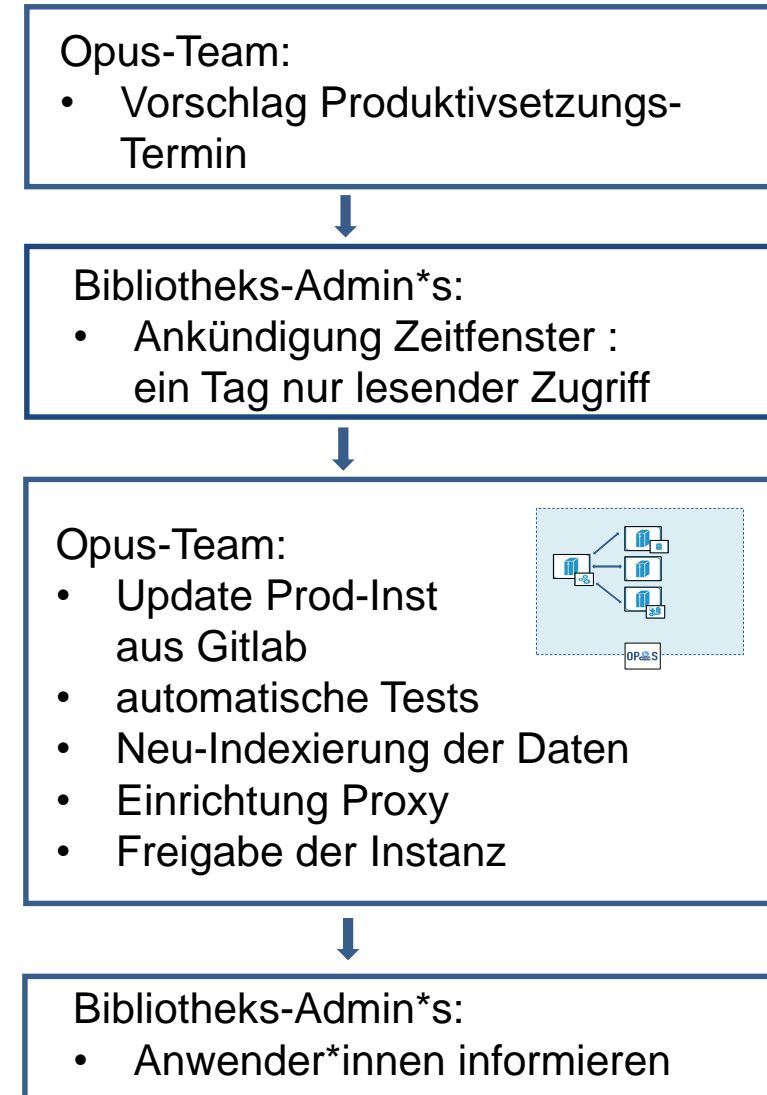 Opus-Team:
• Vorschlag Produktivsetzungs-
Termin
Bibliotheks-Admin*s:
• Ankündigung Zeitfenster :
ein Tag nur lesender Zugriff
Opus-Team:
• Update Prod-Inst
aus Gitlab
• automatische Tests
• Neu-Indexierung der Daten
• Einrichtung Proxy
• Freigabe der Instanz
OPUS
Bibliotheks-Admin*s:
• Anwender*innen informieren